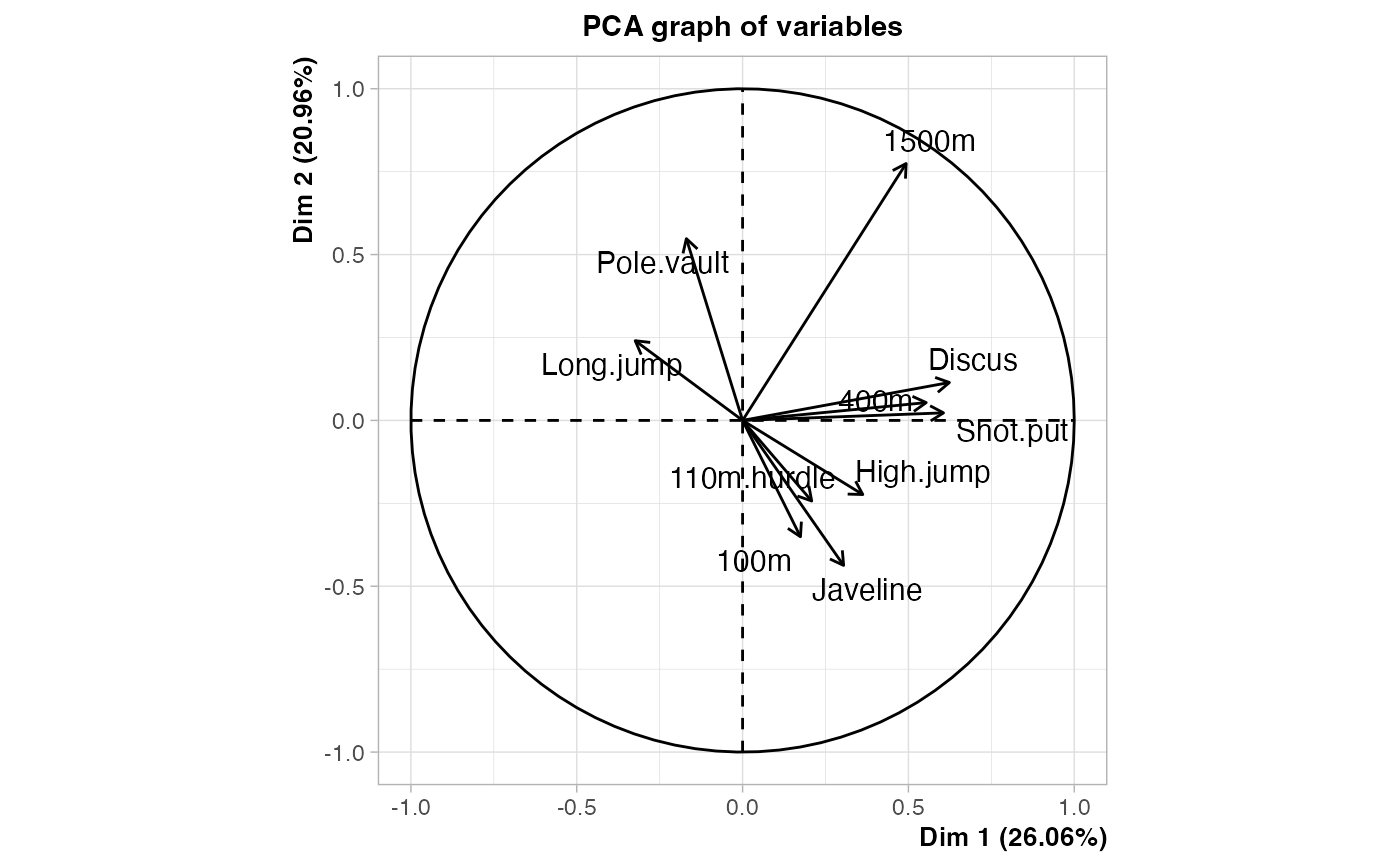 PCA graph of variables
Dim 2 (20.96%)
1.0
0.5
0.0
-0.5
-1.0
1500m
Pole.vault
Long.jump
Discus
400m
Shot.put
High.jump
110m.hurdle
100m
Javeline
-1.0
-0.5
0.0
0.5
1.0
Dim 1 (26.06%)